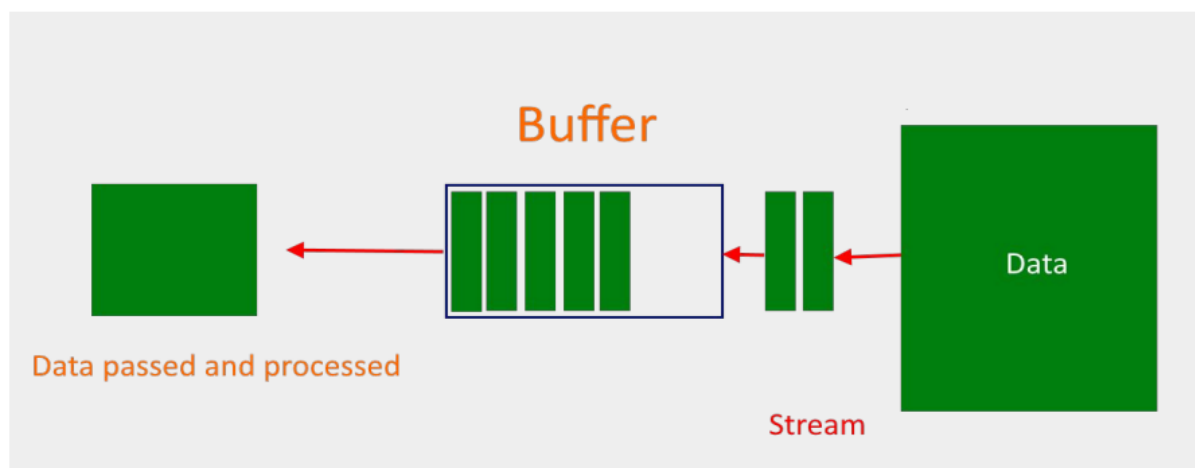 Buffer
Data
Data passed and processed
Stream